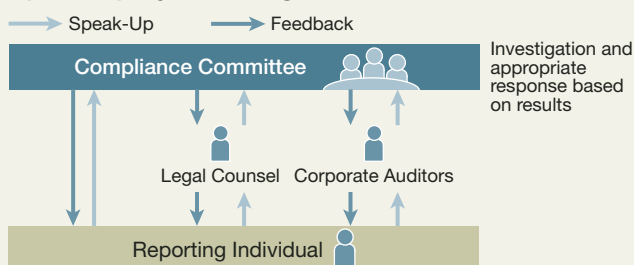 Speak-Up
Feedback
Compliance Committee
Investigation and
appropriate
response based
on results
Legal Counsel
Corporate Auditors
Reporting Individual